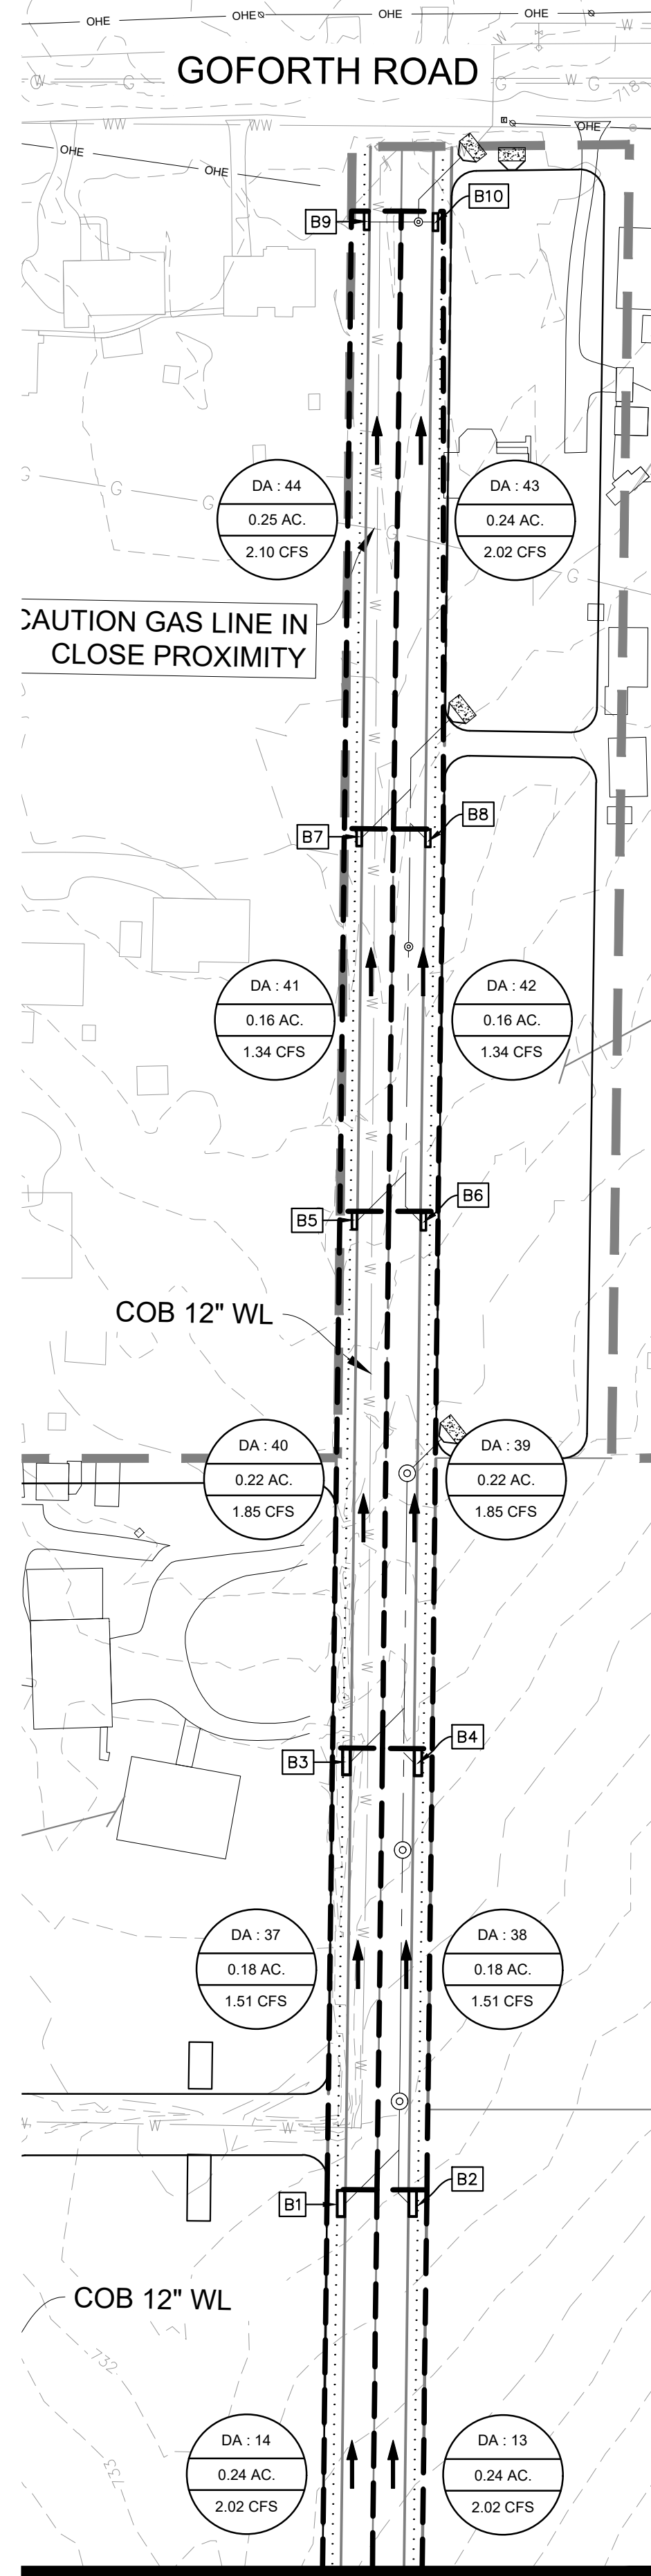 OHE
OHE
OHE
OHE
W
GOFORTH ROAD
W
G
W
G
G
W
G
718
WW
WW
OHE
OHE
OHE
B9
B10
W
DA : 44
0.25 AC.
2.10 CFS
DA : 43
0.24 AC.
2.02 CFS
G
G
G
G
W
CAUTION GAS LINE IN
CLOSE PROXIMITY
W
B7
B8
W
DA : 41
0.16 AC.
1.34 CFS
DA : 42
0.16 AC.
1.34 CFS
W
B5
B6
COB 12" WL
W
DA : 40
0.22 AC.
1.85 CFS
DA : 39
0.22 AC.
1.85 CFS
W
B3
B4
W
DA : 37
0.18 AC.
1.51 CFS
DA : 38
0.18 AC.
1.51 CFS
W
W
W
W
B1
B2
COB 12" WL
732
733
DA : 14
0.24 AC.
2.02 CFS
DA : 13
0.24 AC.
2.02 CFS